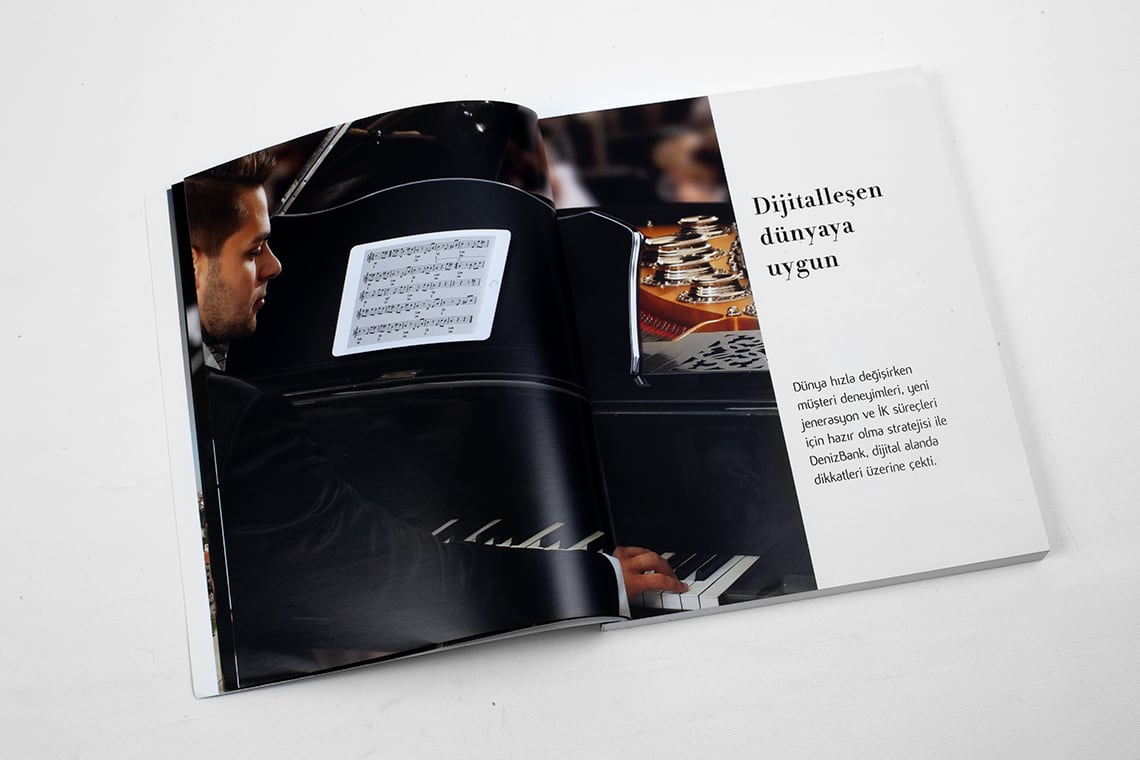 Dijitalleşen
dünyaya
uygun
Dünya hızla değişirken
müşteri deneyimleri, yeni
jenerasyon ve İK süreçleri
için hazır olma stratejisi ile
DenizBank, dijital alanda
dikkatleri üzerine çekti.